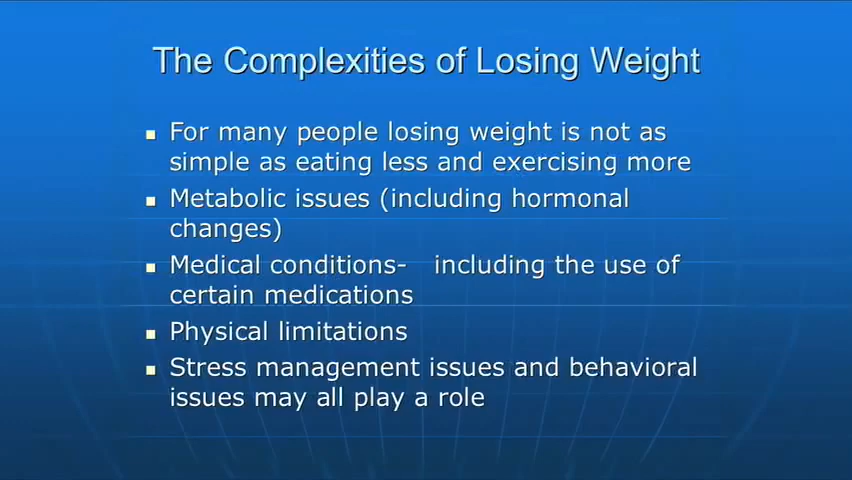 The Complexities of Losing Weight
For many people losing weight is not as
simple as eating less and exercising more
Metabolic issues (including hormonal
changes)
Medical conditions- including the use of
certain medications
Physical limitations
Stress management issues and behavioral
issues may all play a role